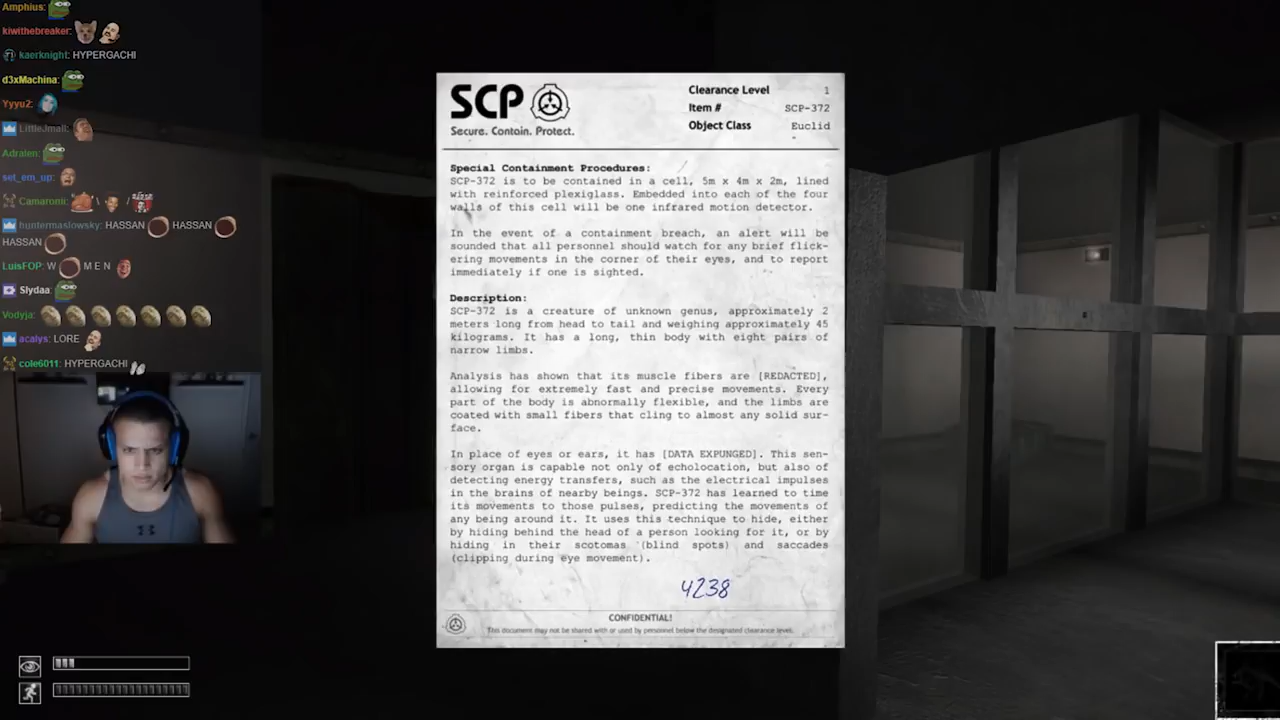 Amphius:
kiwithebreaker:
kaerknight: HYPERGACHI
d3xMachina:
Yyyu2:
LittleJmall:
Adralen:
set_em_up:
Camaroni: \ /
huntermaslowsky: HASSAN HASSAN
HASSAN
LuisFOP: W M E N
Slydaa:
Vodyja:
acalys: LORE
cole6011: HYPERGACHI
SCP
Secure. Contain. Protect.
Clearance Level 1
Item # SCP-372
Object Class Euclid
Special Containment Procedures:
SCP-372 is to be contained in a cell, 5m x 4m x 2m, lined
with reinforced plexiglass. Embedded into each of the four
walls of this cell will be one infrared motion detector.
In the event of a containment breach, an alert will be
sounded that all personnel should watch for any brief flick-
ering movements in the corner of their eyes, and to report
immediately if one is sighted.
Description:
SCP-372 is a creature of unknown genus, approximately 2
meters long from head to tail and weighing approximately 45
kilograms. It has a long, thin body with eight pairs of
narrow limbs.
Analysis has shown that its muscle fibers are [REDACTED],
allowing for extremely fast and precise movements. Every
part of the body is abnormally flexible, and the limbs are
coated with small fibers that cling to almost any solid sur-
face.
In place of eyes or ears, it has [DATA EXPUNGED]. This sen-
sory organ is capable not only of echolocation, but also of
detecting energy transfers, such as the electrical impulses
in the brains of nearby beings. SCP-372 has learned to time
its movements to those pulses, predicting the movements of
any being around it. It uses this technique to hide, either
by hiding behind the head of a person looking for it, or by
hiding in their scotomas (blind spots) and saccades
(clipping during eye movement).
4238
CONFIDENTIAL!
This document may not be shared with or used by personnel below the designated clearance level.